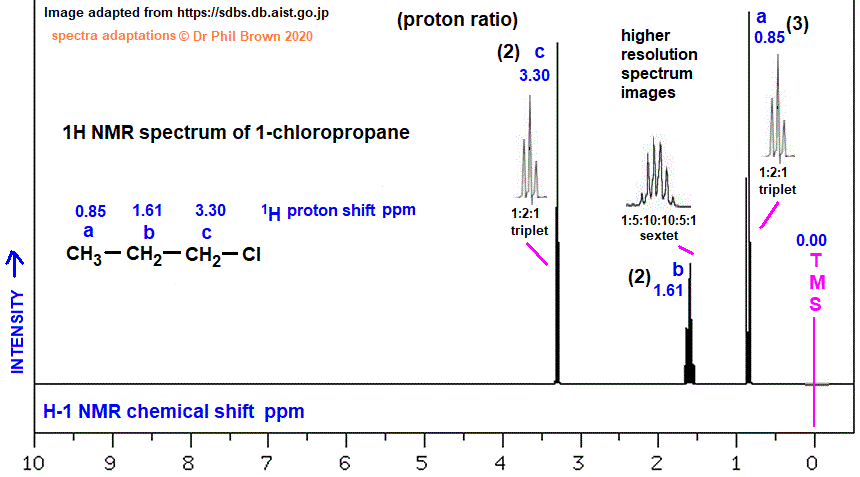 Image adapted from https://sdbs.db.aist.go.jp
spectra adaptations © Dr Phil Brown 2020
(proton ratio)
(2) c
3.30
higher
resolution
spectrum
images
a (3)
0.85
1H NMR spectrum of 1-chloropropane
1:2:1
triplet
1:5:10:10:5:1
sextet
1:2:1
triplet
0.85 1.61 3.30 ¹H proton shift ppm
a b c
CH₃—CH₂—CH₂—Cl
(2) b
1.61
0.00
T
M
S
INTENSITY
H-1 NMR chemical shift ppm
10 9 8 7 6 5 4 3 2 1 0